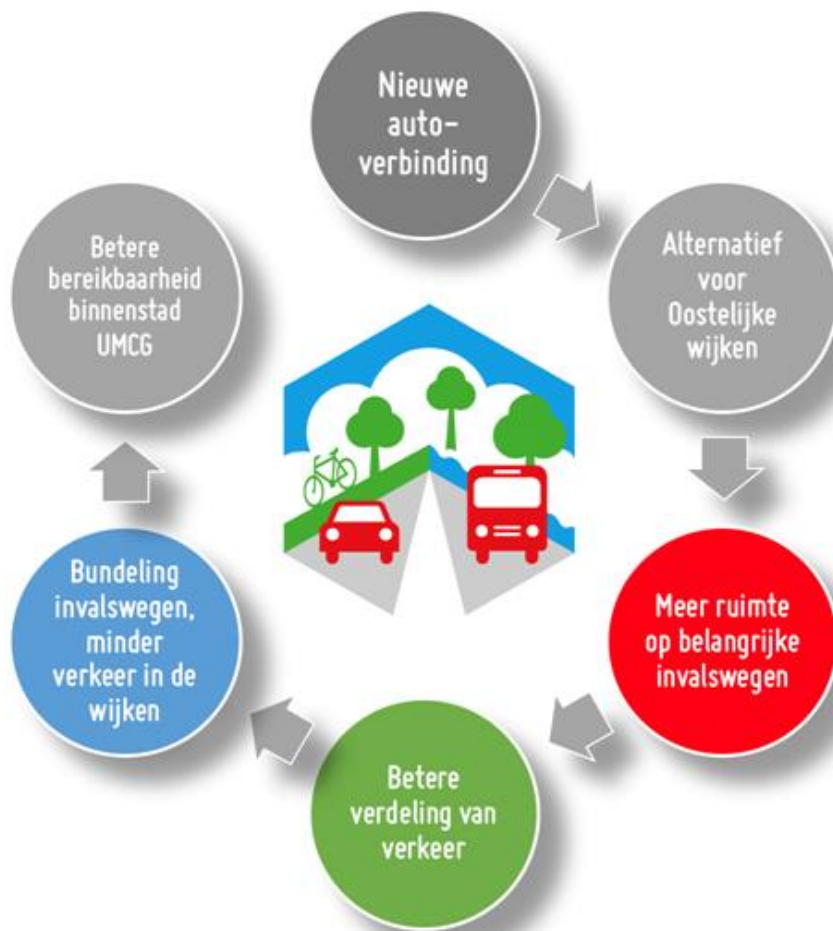 Nieuwe
auto-
verbinding
Alternatief
voor
Oostelijke
wijken
Meer ruimte
op belangrijke
invalswegen
Betere
verdeling van
verkeer
Bundeling
invalswegen,
minder
verkeer in de
wijken
Betere
bereikbaarheid
binnenstad
UMCG